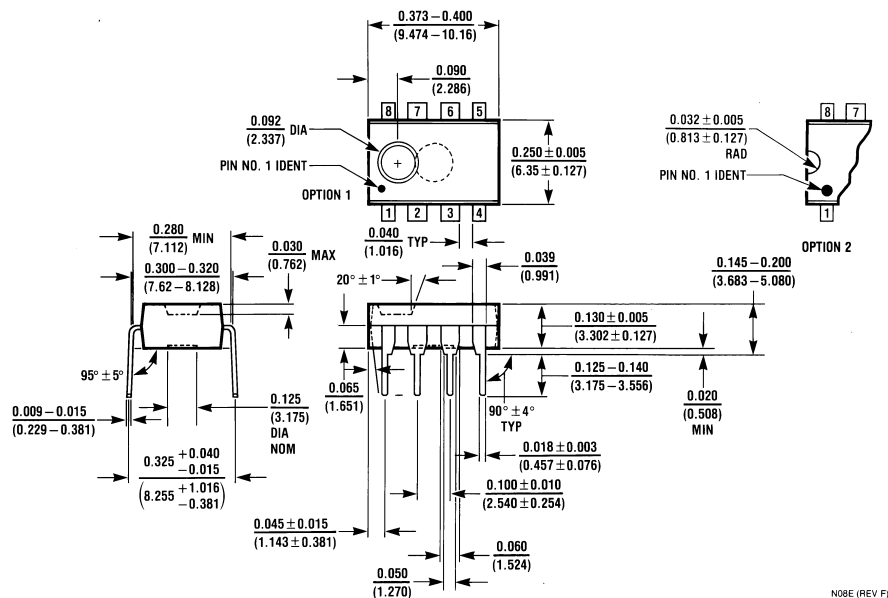 0.373 – 0.400
(9.474 – 10.16)
0.090
(2.286)
8 7 6 5
0.092
(2.337) DIA
PIN NO. 1 IDENT
OPTION 1
+
0.250 ± 0.005
(6.35 ± 0.127)
1 2 3 4
0.032 ± 0.005
(0.813 ± 0.127)
RAD
PIN NO. 1 IDENT
8 7
1
OPTION 2
0.280
(7.112) MIN
0.300 – 0.320
(7.62 – 8.128)
0.030
(0.762) MAX
0.040
(1.016) TYP
0.039
(0.991)
20° ± 1°
0.145 – 0.200
(3.683 – 5.080)
0.130 ± 0.005
(3.302 ± 0.127)
0.125 – 0.140
(3.175 – 3.556)
0.020
(0.508)
MIN
95° ± 5°
0.009 – 0.015
(0.229 – 0.381)
0.125
(3.175)
DIA
NOM
0.065
(1.651)
90° ± 4°
TYP
0.018 ± 0.003
(0.457 ± 0.076)
0.325 +0.040
−0.015
(8.255 +1.016
−0.381)
0.100 ± 0.010
(2.540 ± 0.254)
0.045 ± 0.015
(1.143 ± 0.381)
0.060
(1.524)
0.050
(1.270)
N08E (REV F)